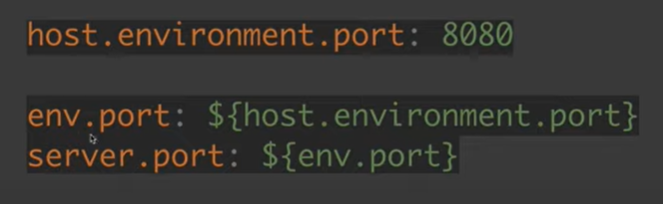 host.environment.port: 8080
env.port: ${host.environment.port}
server.port: ${env.port}